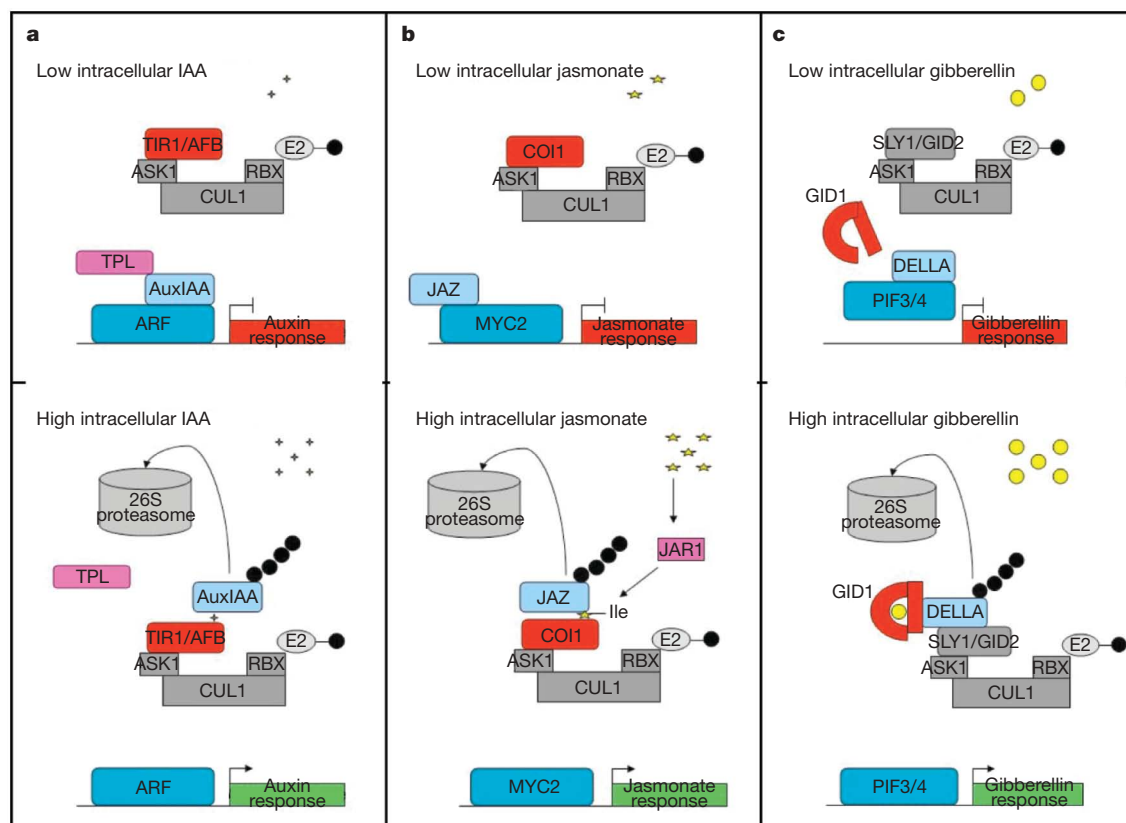 a
Low intracellular IAA
TIR1/AFB
E2
ASK1
RBX
CUL1
TPL
AuxIAA
ARF
Auxin
response
High intracellular IAA
26S
proteasome
TPL
AuxIAA
TIR1/AFB
E2
ASK1
RBX
CUL1
ARF
Auxin
response
b
Low intracellular jasmonate
COI1
E2
ASK1
RBX
CUL1
JAZ
MYC2
Jasmonate
response
High intracellular jasmonate
26S
proteasome
JAR1
JAZ
Ile
COI1
E2
ASK1
RBX
CUL1
MYC2
Jasmonate
response
c
Low intracellular gibberellin
SLY1/GID2
E2
ASK1
RBX
CUL1
GID1
DELLA
PIF3/4
Gibberellin
response
High intracellular gibberellin
26S
proteasome
GID1
DELLA
SLY1/GID2
E2
ASK1
RBX
CUL1
PIF3/4
Gibberellin
response